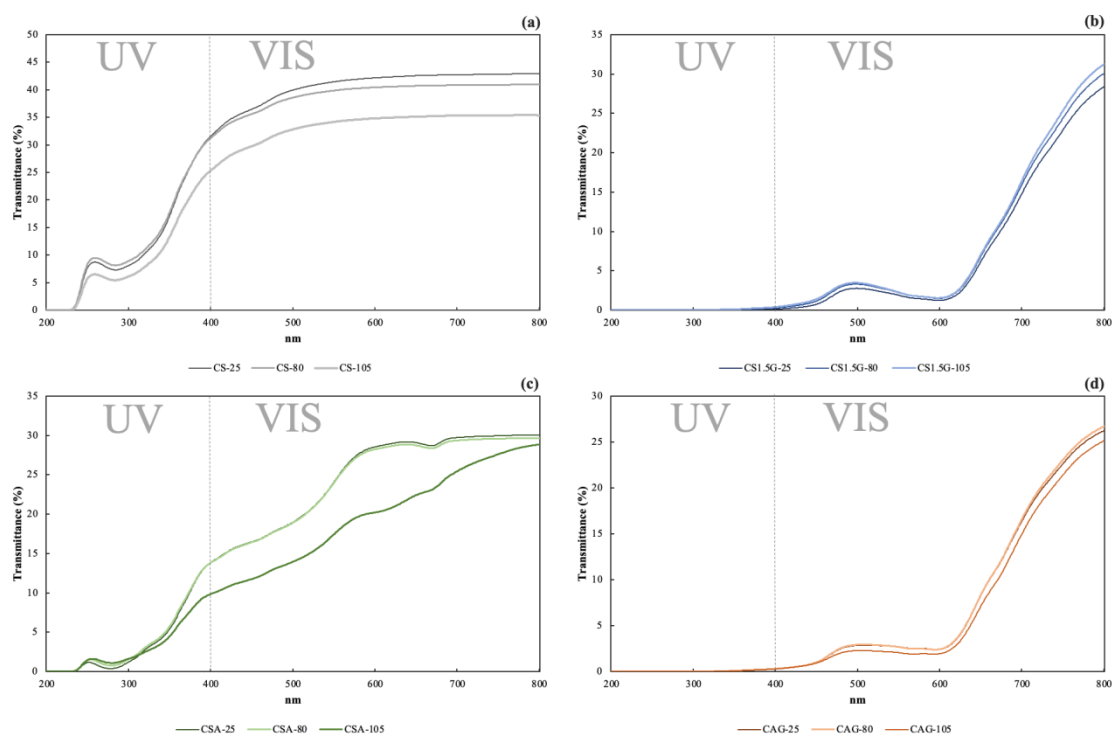 (a)
UV VIS
50
45
40
35
30
25
20
15
10
5
0
Transmittance (%)
200 300 400 500 600 700 800
nm
CS-25 CS-80 CS-105
(b)
UV VIS
35
30
25
20
15
10
5
0
Transmittance (%)
200 300 400 500 600 700 800
nm
CS1.5G-25 CS1.5G-80 CS1.5G-105
(c)
UV VIS
35
30
25
20
15
10
5
0
Transmittance (%)
200 300 400 500 600 700 800
nm
CSA-25 CSA-80 CSA-105
(d)
UV VIS
30
25
20
15
10
5
0
Transmittance (%)
200 300 400 500 600 700 800
nm
CAG-25 CAG-80 CAG-105